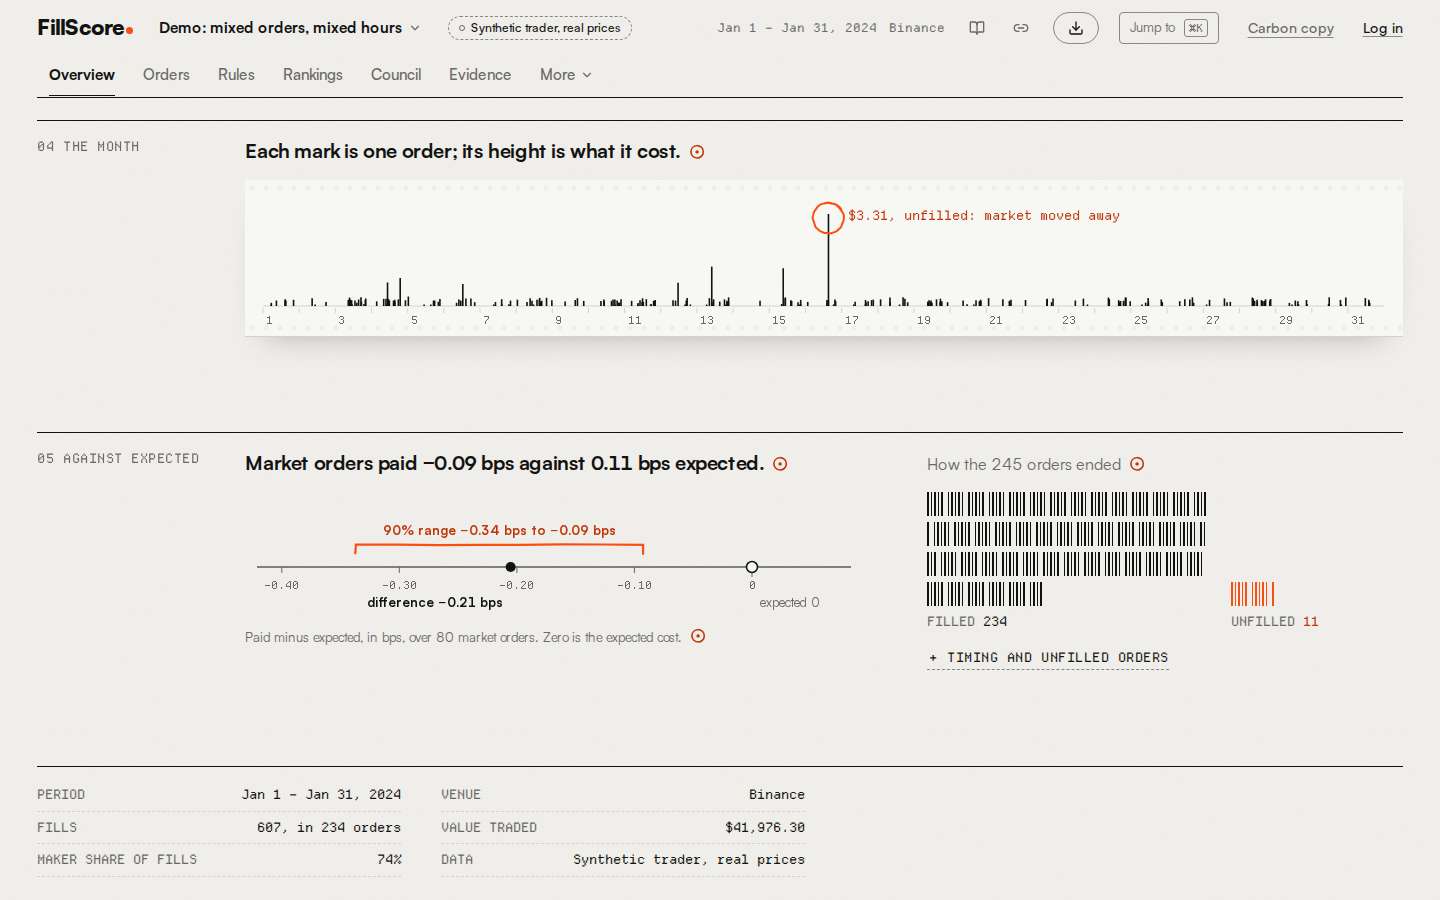 FillScore
Demo: mixed orders, mixed hours
Synthetic trader, real prices
Jan 1 – Jan 31, 2024 Binance
Jump to ⌘K
Carbon copy
Log in
Overview Orders Rules Rankings Council Evidence More
04 THE MONTH
Each mark is one order; its height is what it cost.
$3.31, unfilled: market moved away
1 3 5 7 9 11 13 15 17 19 21 23 25 27 29 31
05 AGAINST EXPECTED
Market orders paid −0.09 bps against 0.11 bps expected.
90% range −0.34 bps to −0.09 bps
−0.40 −0.30 −0.20 −0.10 0
difference −0.21 bps
expected 0
Paid minus expected, in bps, over 80 market orders. Zero is the expected cost.
How the 245 orders ended
FILLED 234
UNFILLED 11
+ TIMING AND UNFILLED ORDERS
PERIOD Jan 1 – Jan 31, 2024
VENUE Binance
FILLS 607, in 234 orders
VALUE TRADED $41,976.30
MAKER SHARE OF FILLS 74%
DATA Synthetic trader, real prices